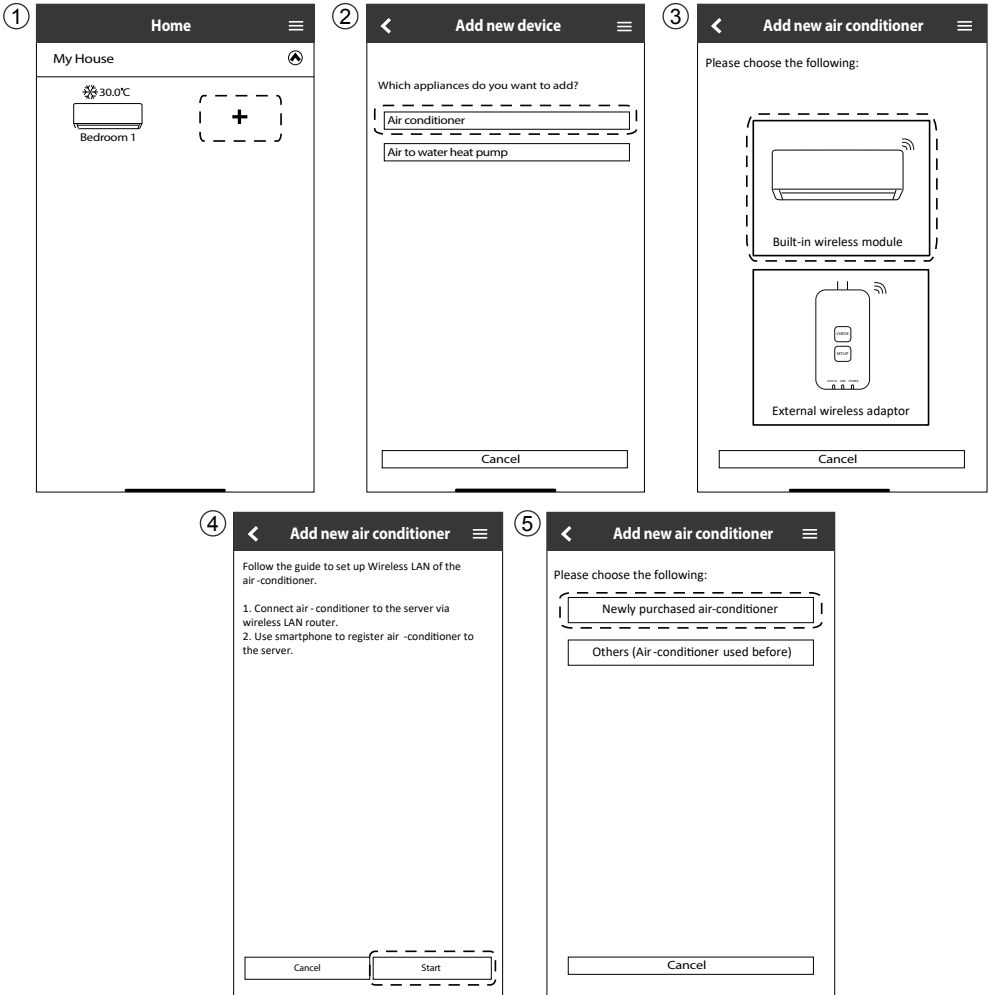 ①
Home
My House
30.0℃
+
Bedroom 1
②
Add new device
Which appliances do you want to add?
Air conditioner
Air to water heat pump
Cancel
③
Add new air conditioner
Please choose the following:
Built-in wireless module
CHECK
SETUP
STATUS LINK POWER
External wireless adaptor
Cancel
④
Add new air conditioner
Follow the guide to set up Wireless LAN of the
air -conditioner.
1. Connect air - conditioner to the server via
wireless LAN router.
2. Use smartphone to register air -conditioner to
the server.
Cancel
Start
⑤
Add new air conditioner
Please choose the following:
Newly purchased air-conditioner
Others (Air-conditioner used before)
Cancel